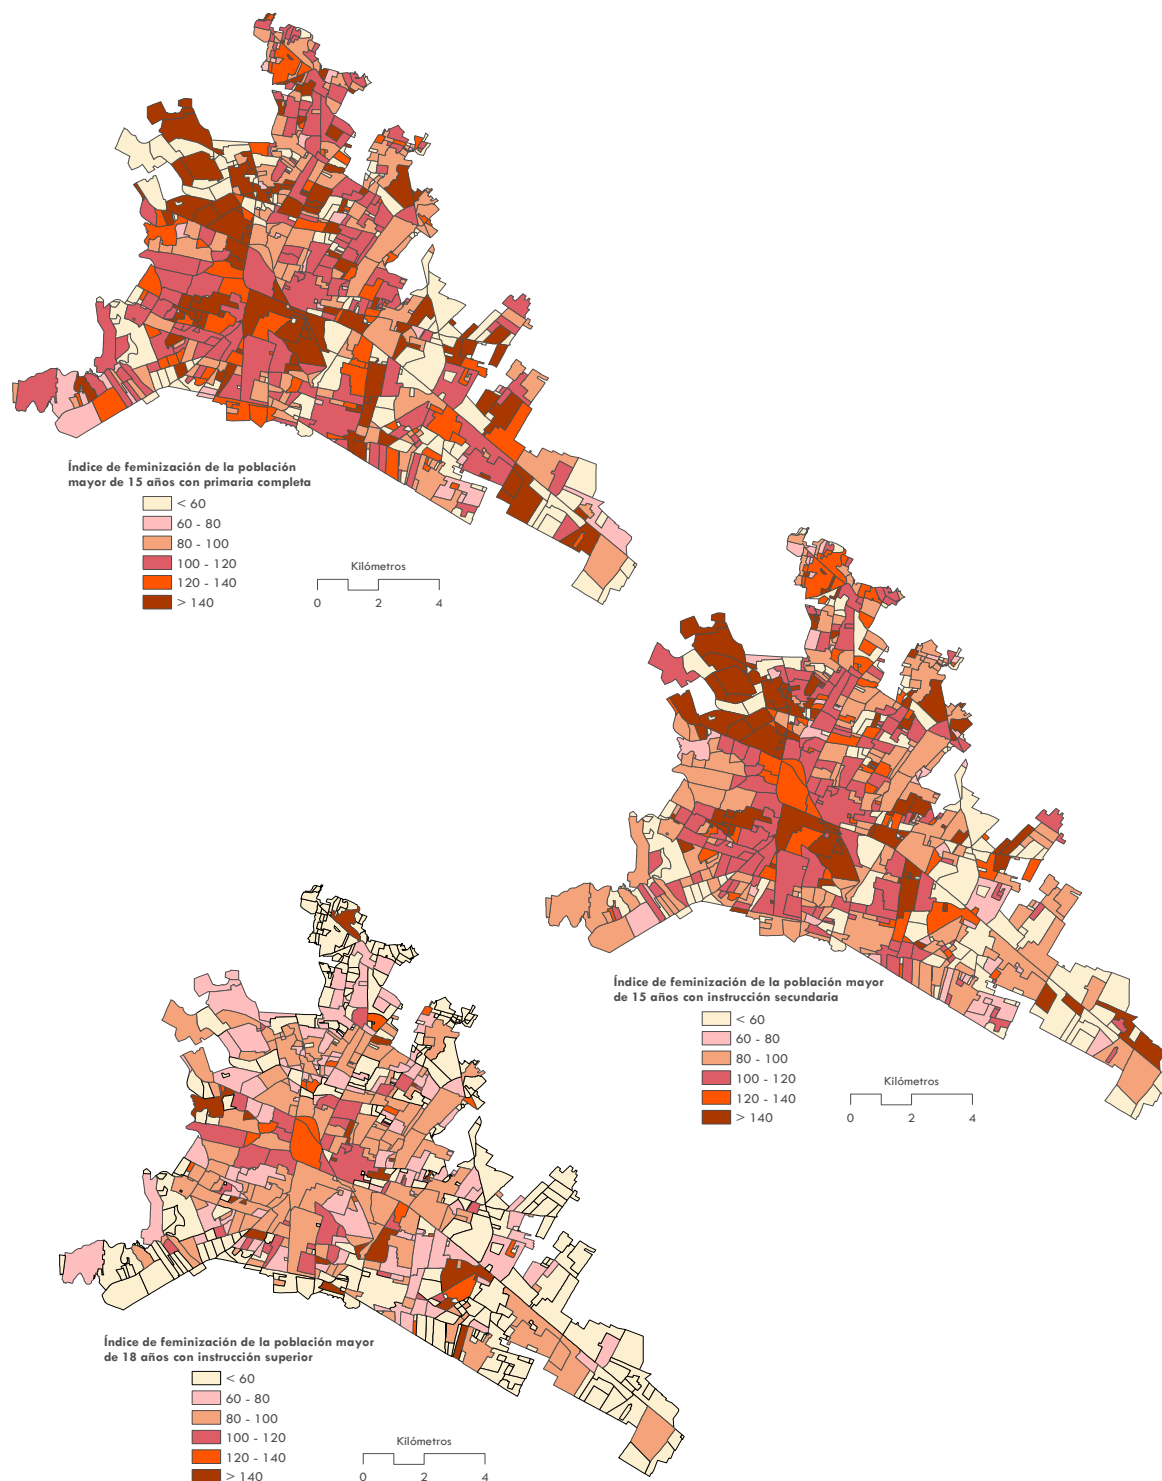 Índice de feminización de la población
mayor de 15 años con primaria completa
< 60
60 - 80
80 - 100
100 - 120
120 - 140
> 140
Kilómetros
0 2 4
Índice de feminización de la población mayor
de 15 años con instrucción secundaria
< 60
60 - 80
80 - 100
100 - 120
120 - 140
> 140
Kilómetros
0 2 4
Índice de feminización de la población mayor
de 18 años con instrucción superior
< 60
60 - 80
80 - 100
100 - 120
120 - 140
> 140
Kilómetros
0 2 4